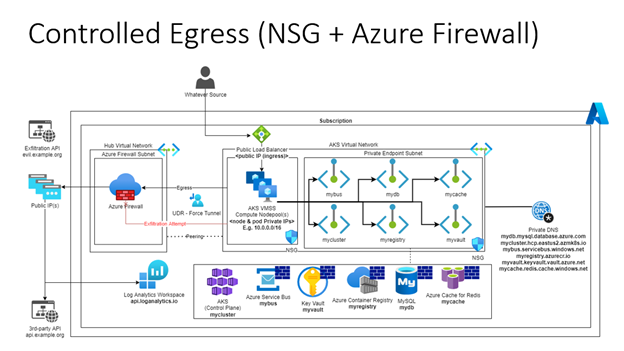 Controlled Egress (NSG + Azure Firewall)
Whatever Source
Subscription
Exfiltration API
evil.example.org
Hub Virtual Network
Azure Firewall Subnet
Public Load Balancer
<public IP (ingress)>
AKS Virtual Network
Private Endpoint Subnet
Public IP(s)
Azure Firewall
Egress
Exfiltration Attempt
UDR - Force Tunnel
Peering
AKS VMSS
Compute Nodepool(s)
<node & pod Private IPs>
E.g. 10.0.0.0/16
NSG
mybus
mydb
mycache
mycluster
myregistry
myvault
NSG
DNS
Private DNS
mydb.mysql.database.azure.com
mycluster.hcp.eastus2.azmk8s.io
mybus.servicebus.windows.net
myregistry.azurecr.io
myvault.keyvault.vault.azure.net
mycache.redis.cache.windows.net
Log Analytics Workspace
api.loganalytics.io
AKS
(Control Plane)
mycluster
Azure Service Bus
mybus
Key Vault
myvault
Azure Container Registry
myregistry
My
MySQL
mydb
Azure Cache for Redis
mycache
3rd-party API
api.example.org